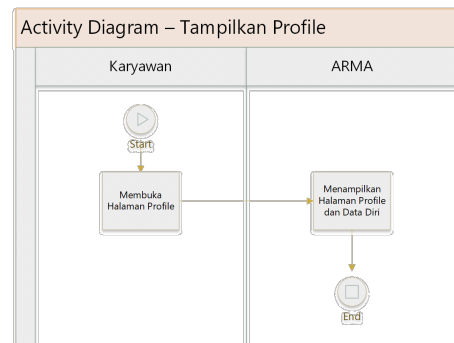 Activity Diagram – Tampilkan Profile
Karyawan
ARMA
Start
Membuka
Halaman Profile
Menampilkan
Halaman Profile
dan Data Diri
End